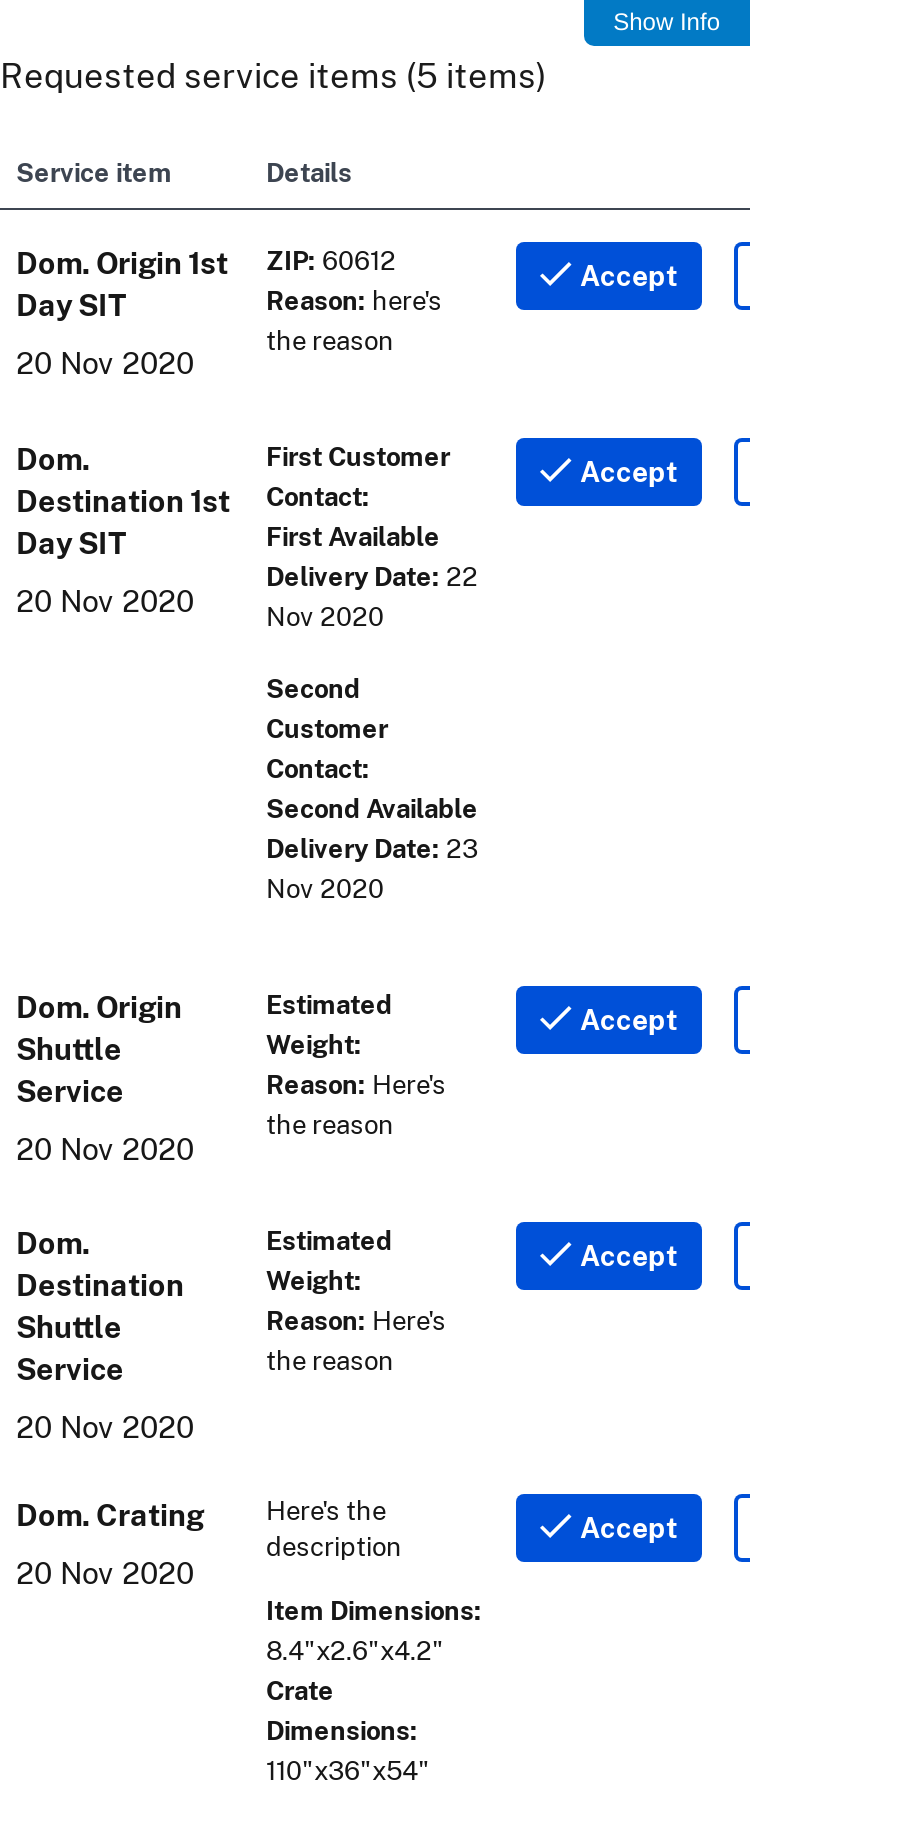 Show Info
Requested service items (5 items)
Service item Details
Dom. Origin 1st
Day SIT
20 Nov 2020
ZIP: 60612
Reason: here's
the reason
Accept
Dom.
Destination 1st
Day SIT
20 Nov 2020
First Customer
Contact:
First Available
Delivery Date: 22
Nov 2020
Second
Customer
Contact:
Second Available
Delivery Date: 23
Nov 2020
Accept
Dom. Origin
Shuttle
Service
20 Nov 2020
Estimated
Weight:
Reason: Here's
the reason
Accept
Dom.
Destination
Shuttle
Service
20 Nov 2020
Estimated
Weight:
Reason: Here's
the reason
Accept
Dom. Crating
20 Nov 2020
Here's the
description
Item Dimensions:
8.4"x2.6"x4.2"
Crate
Dimensions:
110"x36"x54"
Accept